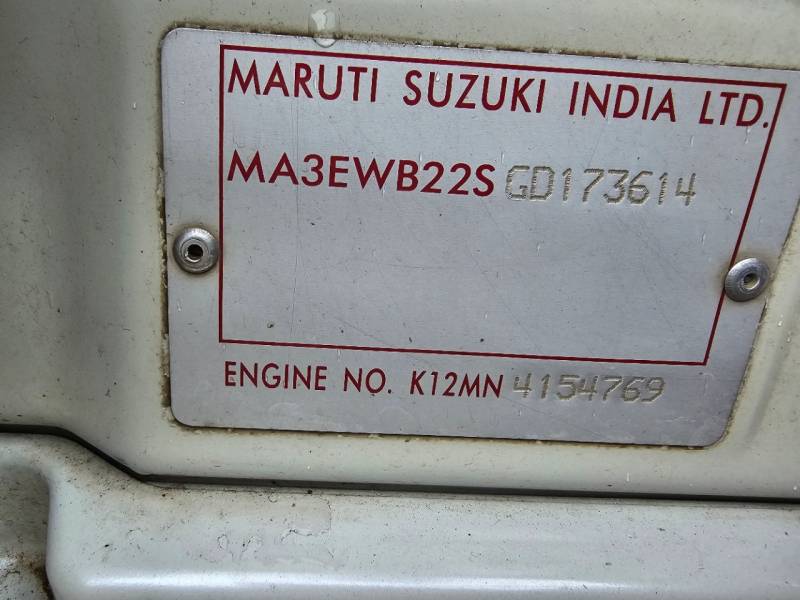 MARUTI SUZUKI INDIA LTD.
MA3EWB22S GD173614
ENGINE NO. K12MN 4154769